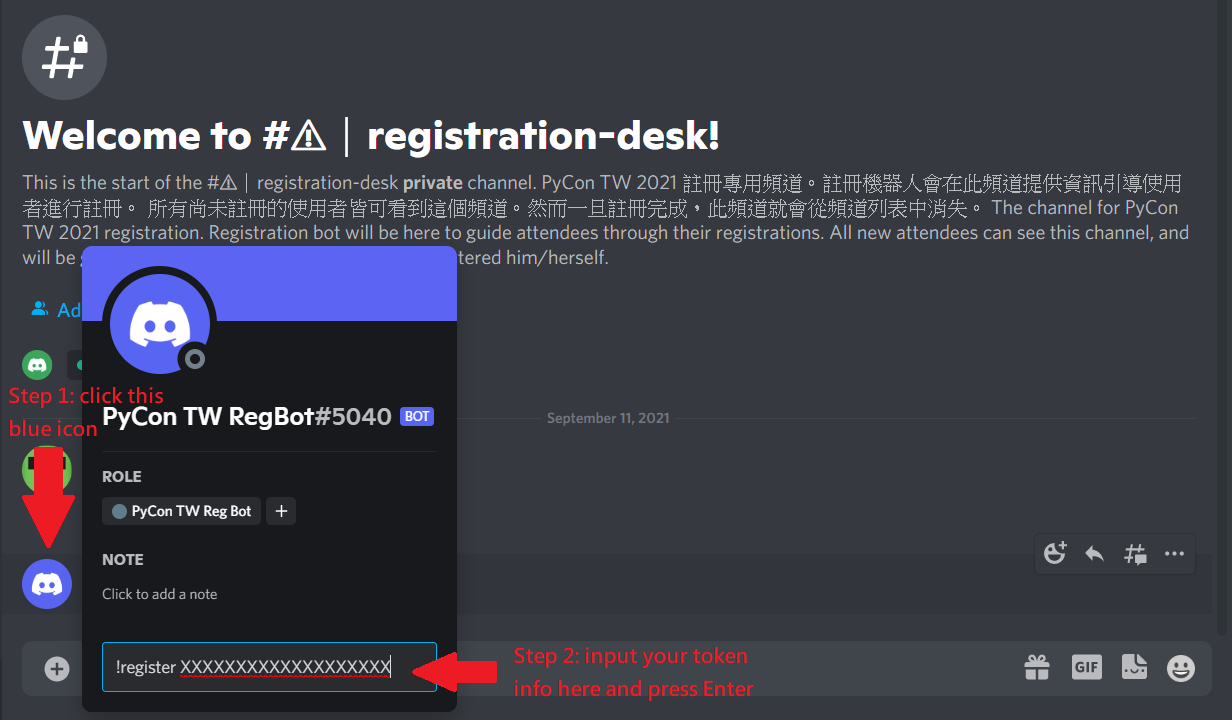 Welcome to #⚠｜registration-desk!
This is the start of the #⚠｜registration-desk private channel. PyCon TW 2021 註冊專用頻道。註冊機器人會在此頻道提供資訊引導使用
者進行註冊。 所有尚未註冊的使用者皆可看到這個頻道。然而一旦註冊完成，此頻道就會從頻道列表中消失。 The channel for PyCon
TW 2021 registration. Registration bot will be here to guide attendees through their registrations. All new attendees can see this channel, and
will be tered him/herself.
Ad
Step 1: click this
blue icon
PyCon TW RegBot#5040 BOT
September 11, 2021
ROLE
PyCon TW Reg Bot +
NOTE
Click to add a note
!register XXXXXXXXXXXXXXXXXXX
Step 2: input your token
info here and press Enter
GIF